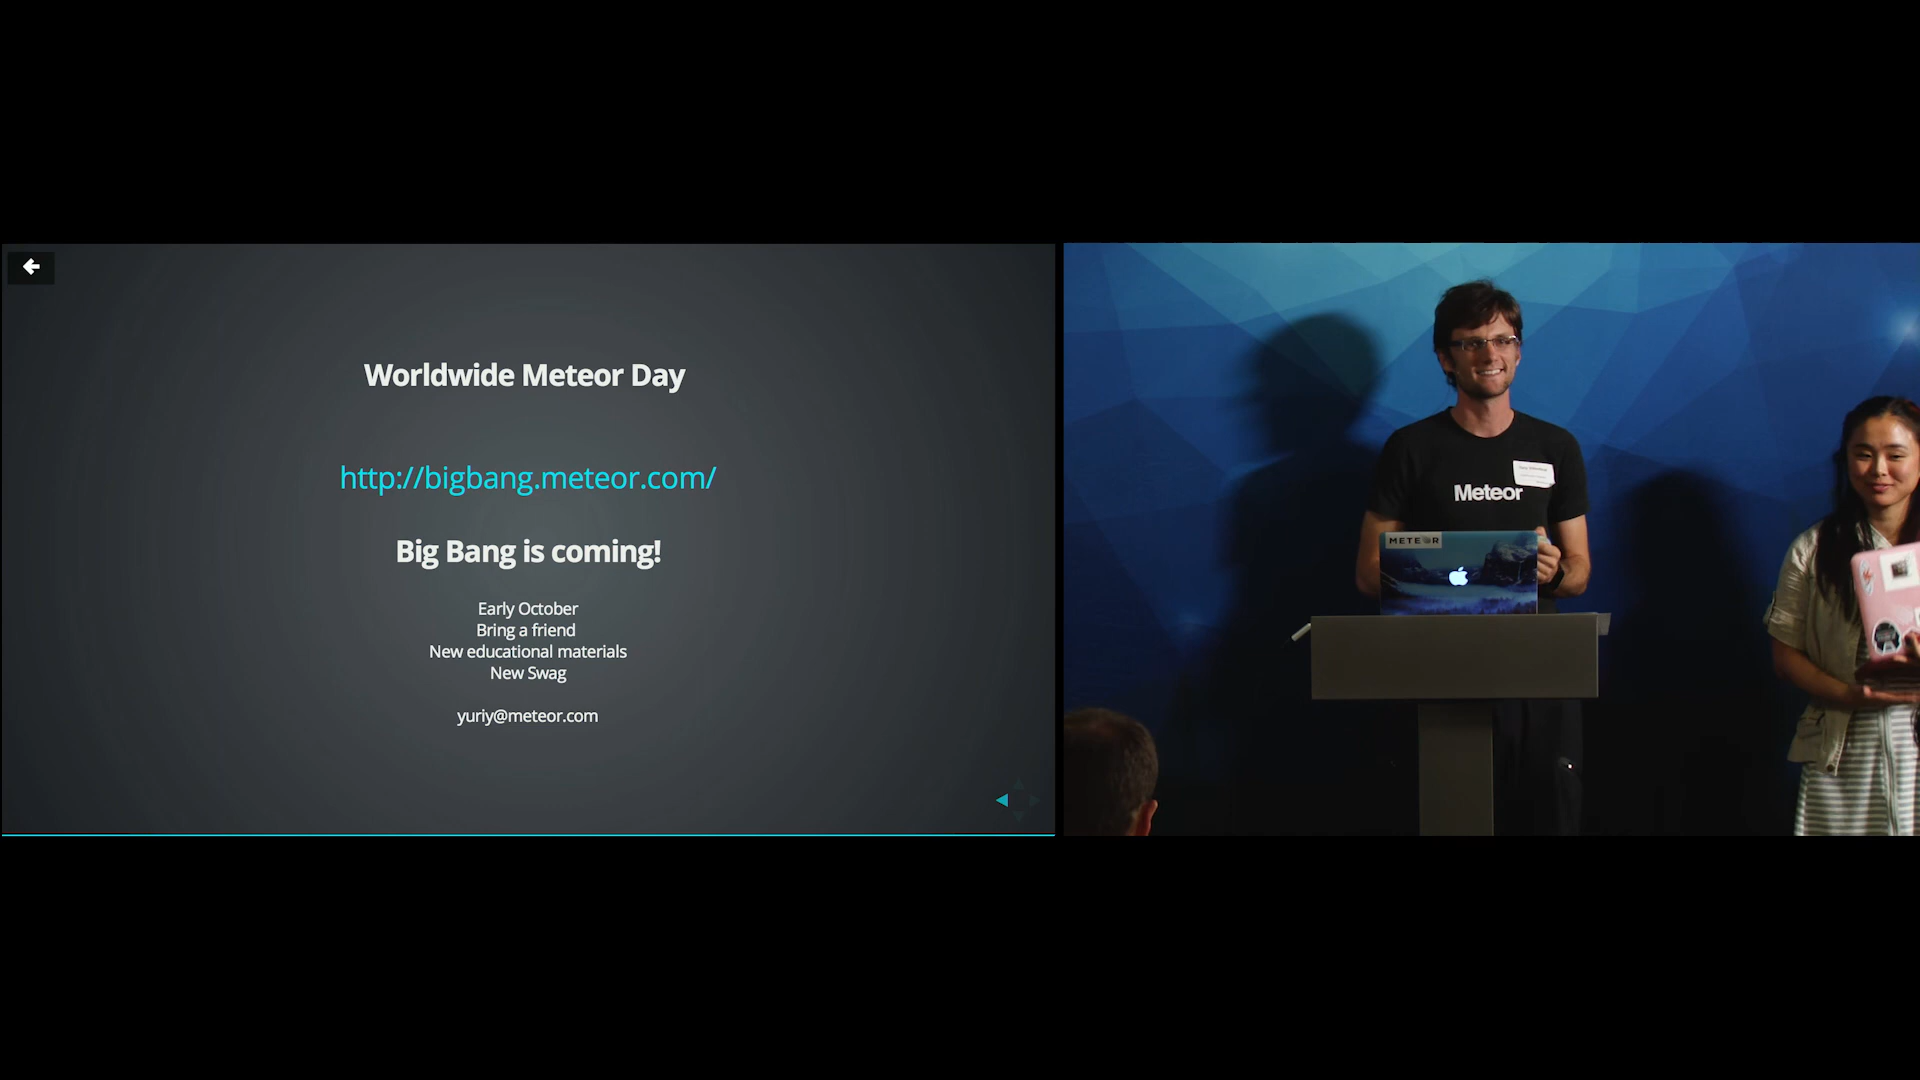 Worldwide Meteor Day
http://bigbang.meteor.com/
Big Bang is coming!
Early October
Bring a friend
New educational materials
New Swag
yuriy@meteor.com
Meteor
METEOR